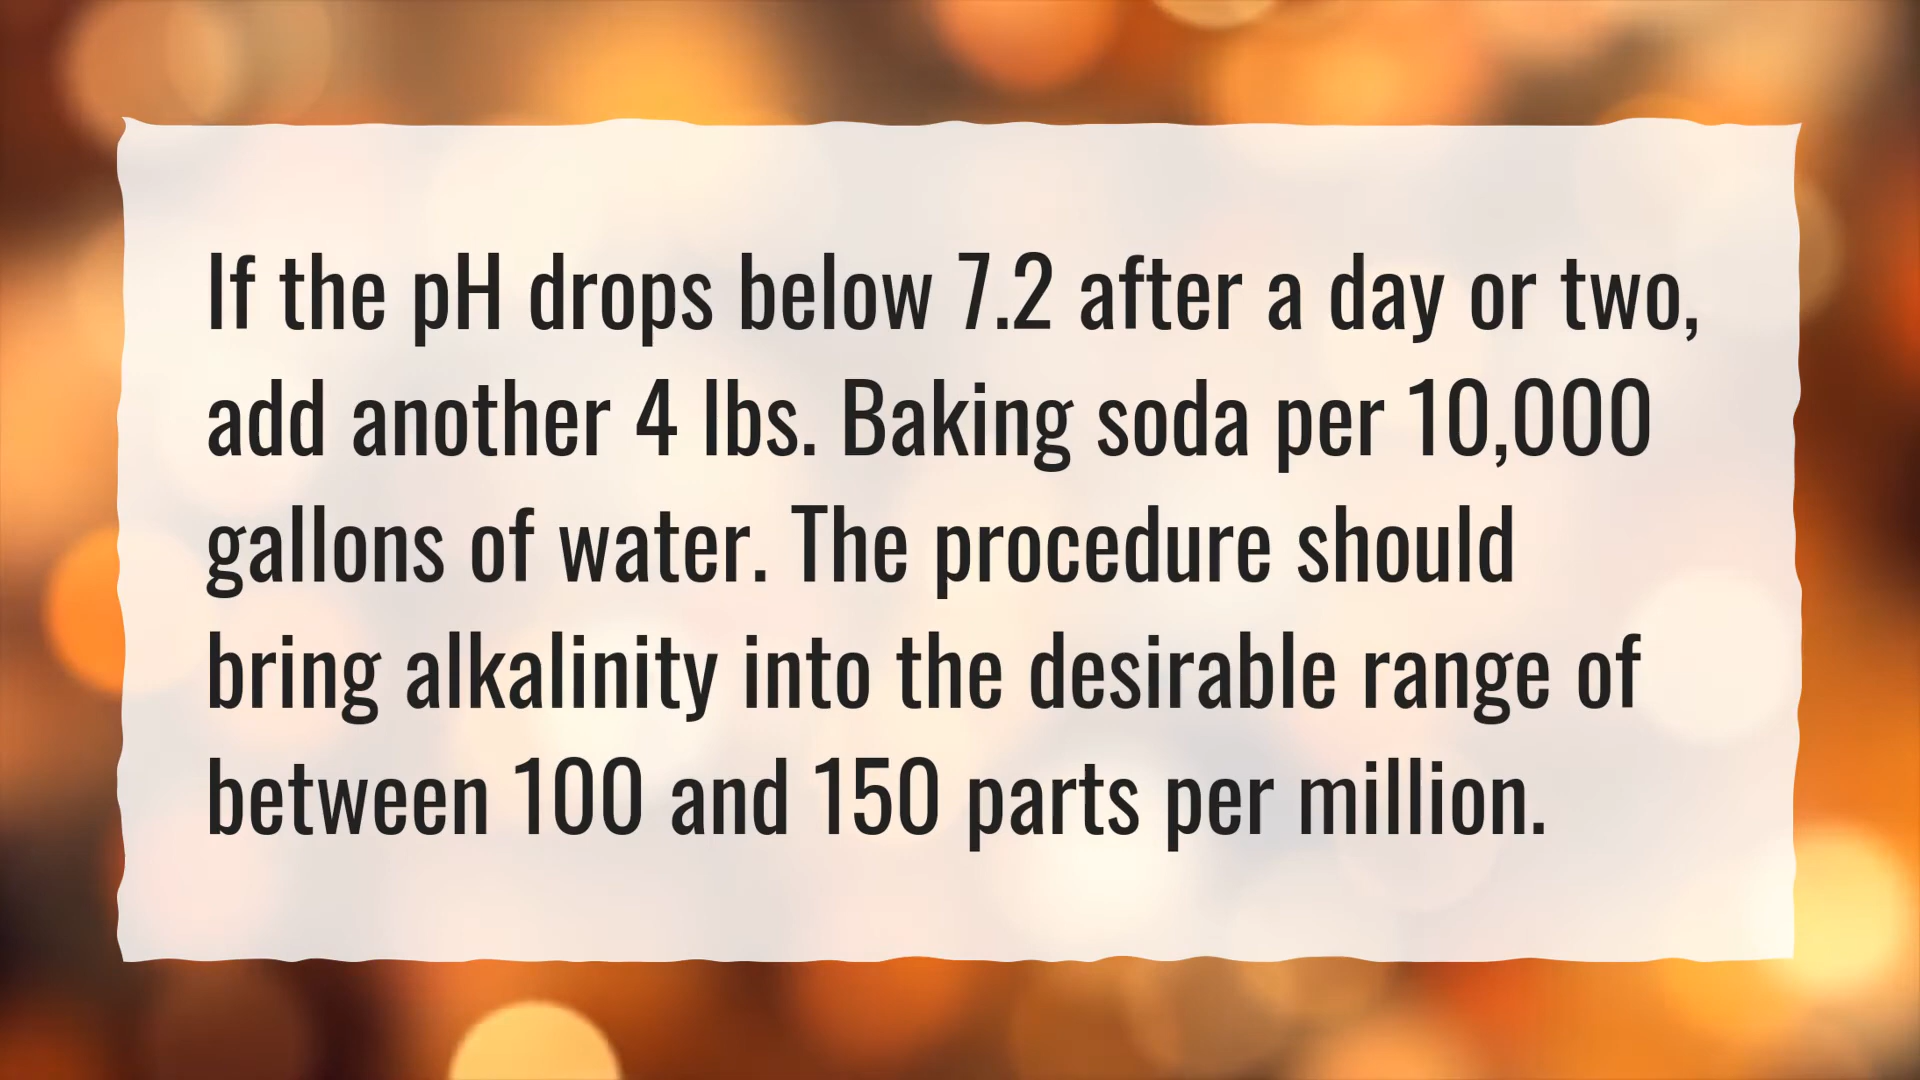 If the pH drops below 7.2 after a day or two,
add another 4 lbs. Baking soda per 10,000
gallons of water. The procedure should
bring alkalinity into the desirable range of
between 100 and 150 parts per million.